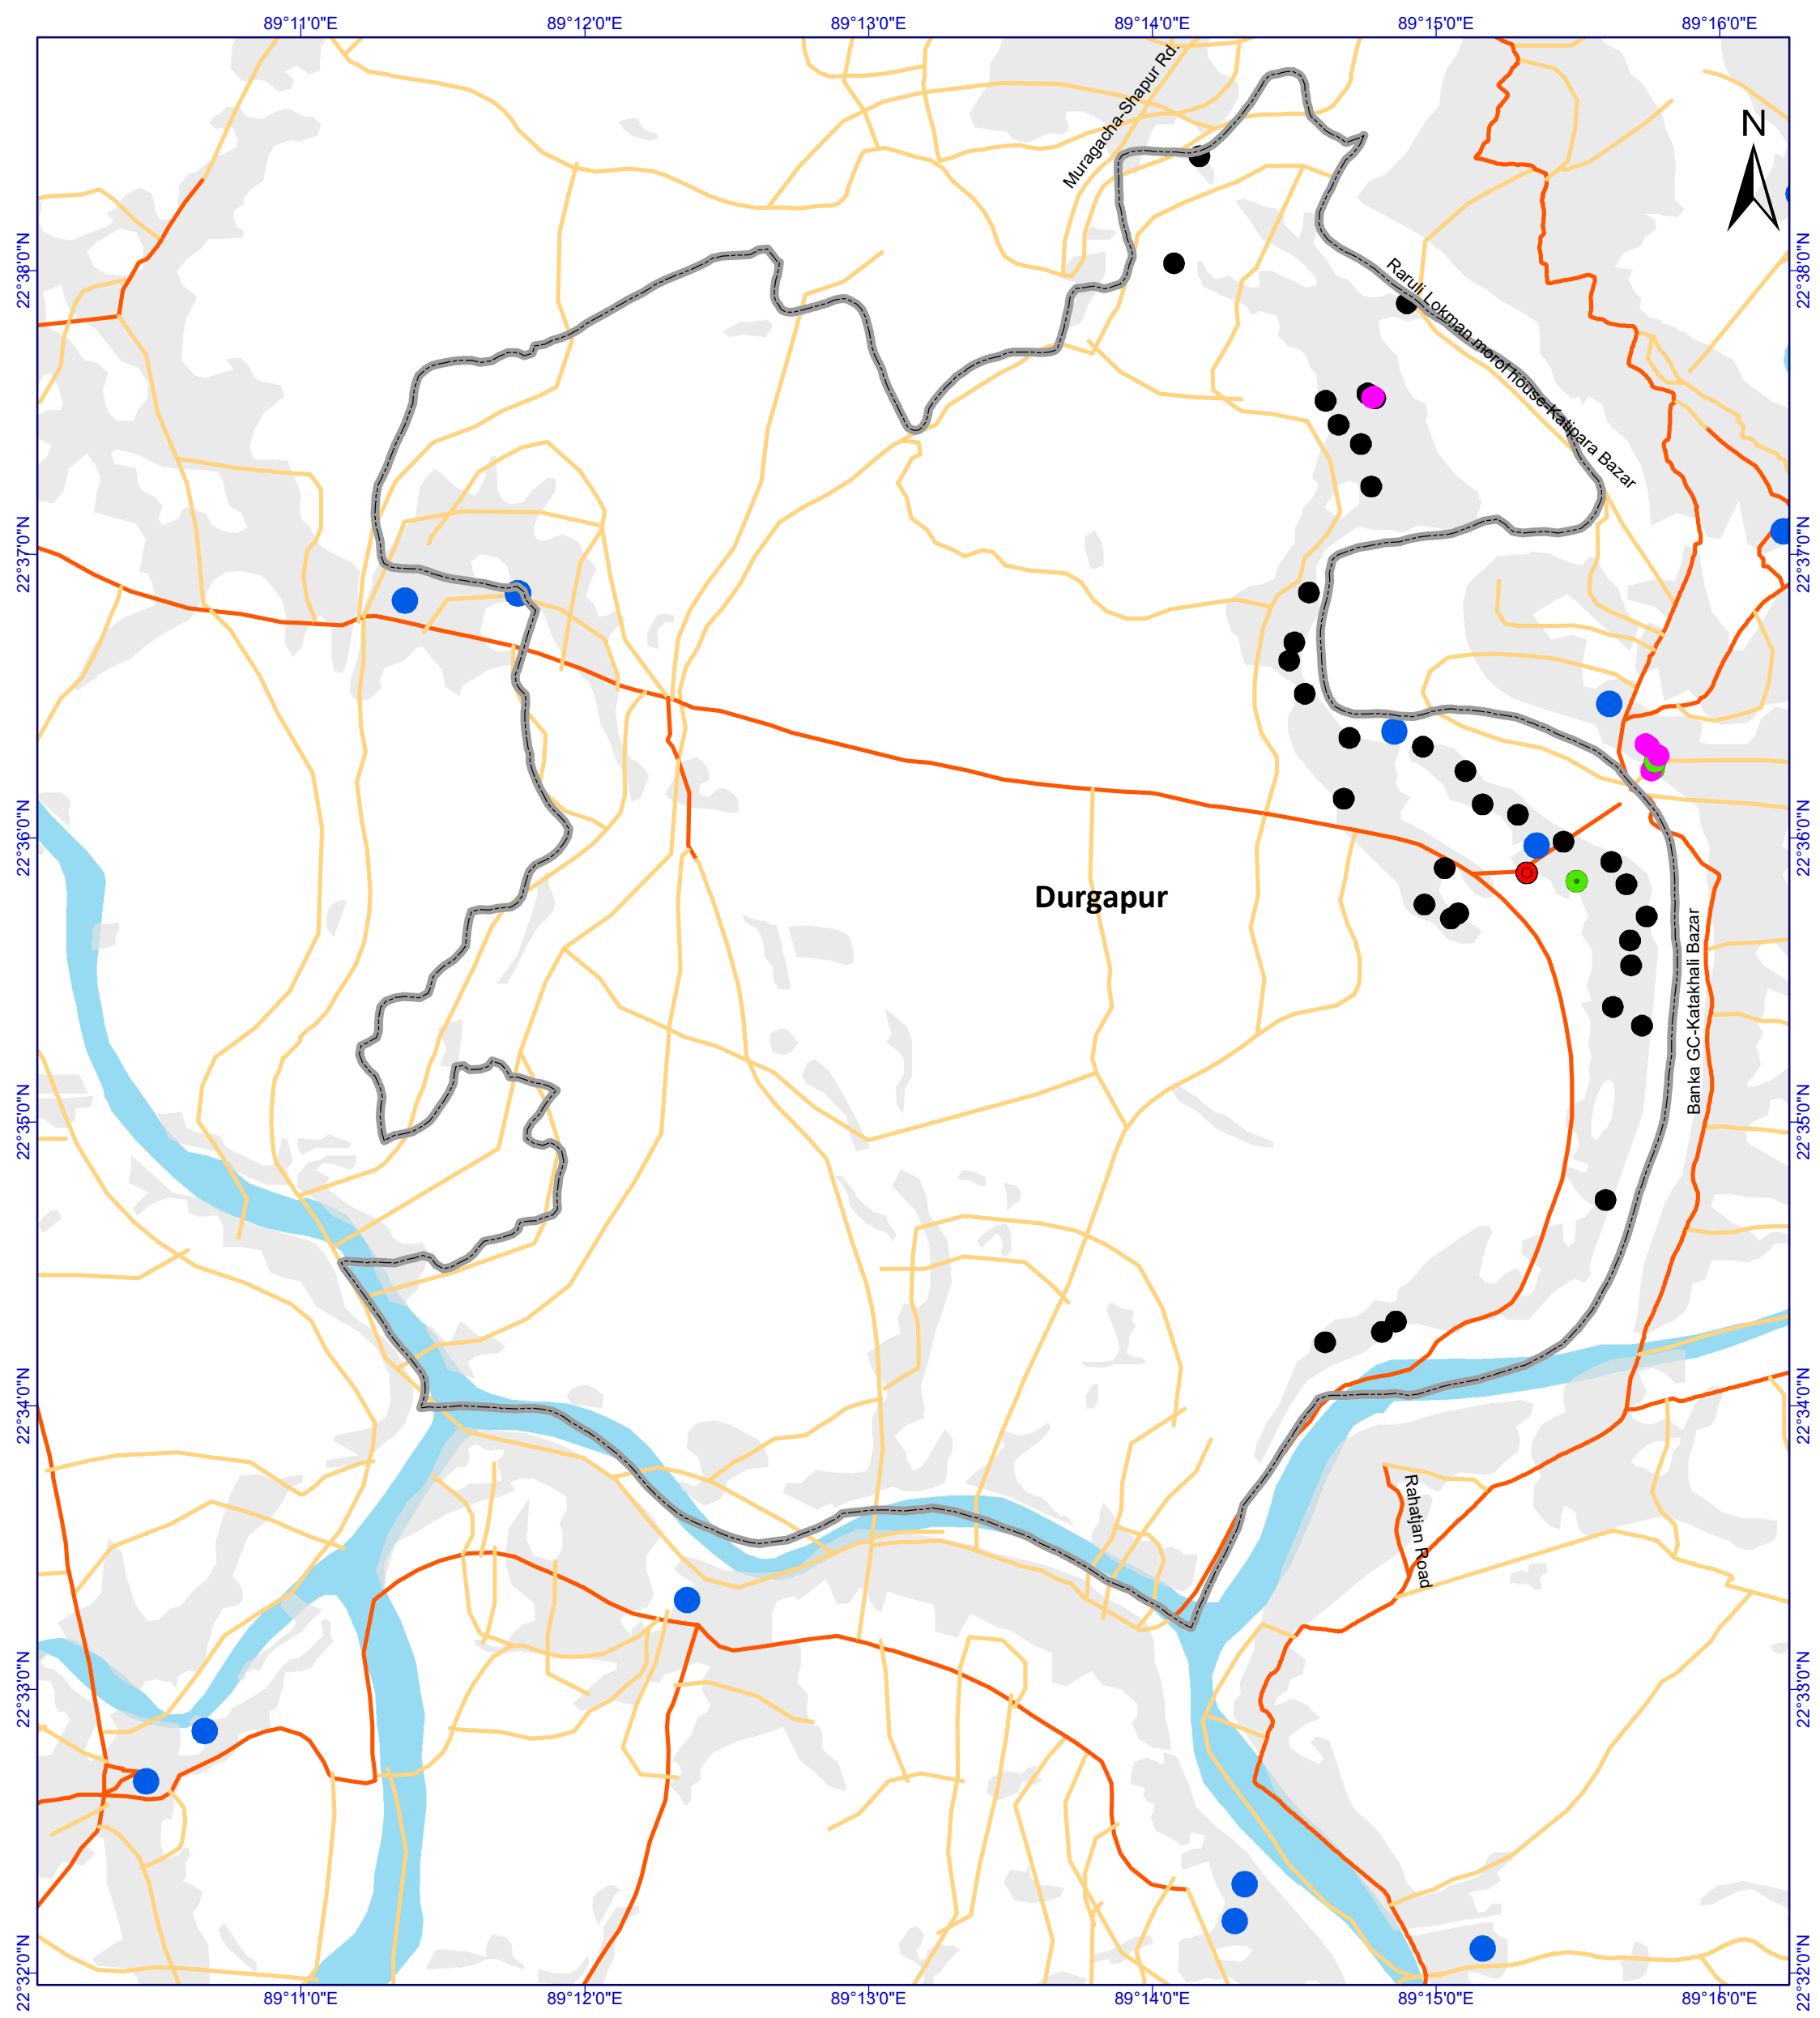 89°11'0"E 89°12'0"E 89°13'0"E 89°14'0"E 89°15'0"E 89°16'0"E
Muragacha-Shapur Rd.
N
22°38'0"N 22°38'0"N
Raruli Lokman morol house-Katipara Bazar
22°37'0"N 22°37'0"N
22°36'0"N 22°36'0"N
Durgapur
Banka GC-Katakhali Bazar
22°35'0"N 22°35'0"N
22°34'0"N 22°34'0"N
Rahatjan Road
22°33'0"N 22°33'0"N
22°32'0"N 22°32'0"N
89°11'0"E 89°12'0"E 89°13'0"E 89°14'0"E 89°15'0"E 89°16'0"E